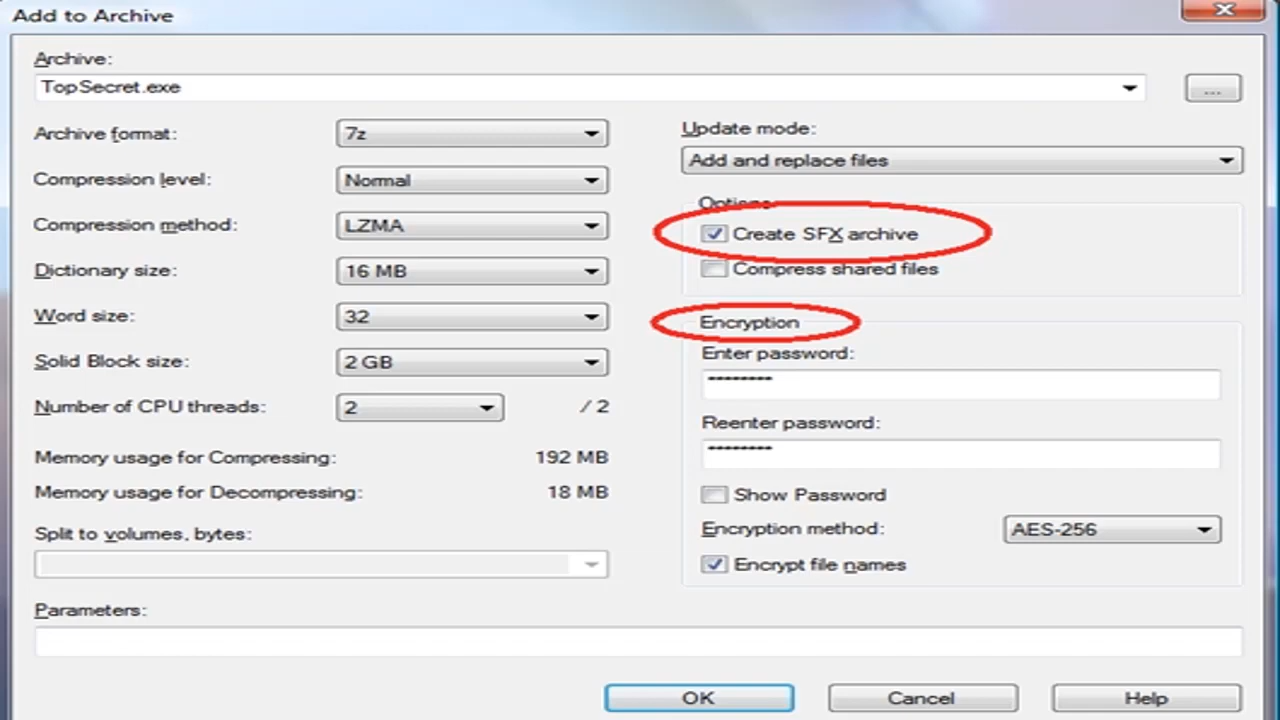 Add to Archive
Archive:
TopSecret.exe
...
Archive format:
7z
Compression level:
Normal
Compression method:
LZMA
Dictionary size:
16 MB
Word size:
32
Solid Block size:
2 GB
Number of CPU threads:
2
/ 2
Memory usage for Compressing:
192 MB
Memory usage for Decompressing:
18 MB
Split to volumes, bytes:
Parameters:
Update mode:
Add and replace files
Options
Create SFX archive
Compress shared files
Encryption
Enter password:
********
Reenter password:
********
Show Password
Encryption method:
AES-256
Encrypt file names
OK
Cancel
Help